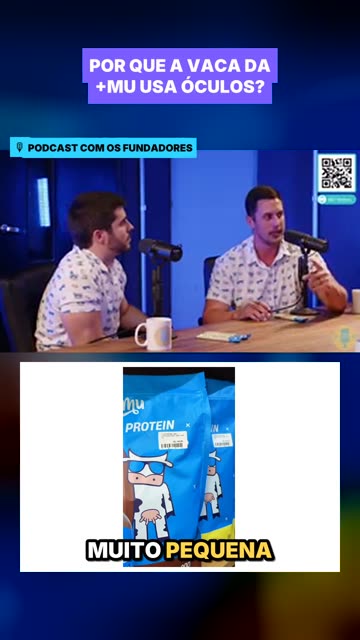 POR QUE A VACA DA
+MU USA ÓCULOS?
🎙 PODCAST COM OS FUNDADORES
Mu
PROTEIN
MUITO PEQUENA